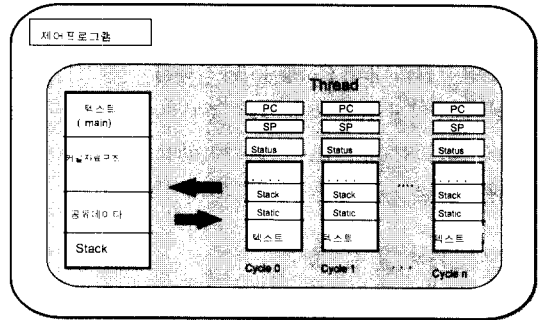 제어프로그램
Thread
텍스트
( main)
커널자료구조
공유데이타
Stack
PC
SP
Status
. . . .
Stack
Static
텍스트
Cycle 0
PC
SP
Status
. . . .
Stack
Static
텍스트
Cycle 1
....
. . .
PC
SP
Status
. . . .
Stack
Static
텍스트
Cycle n